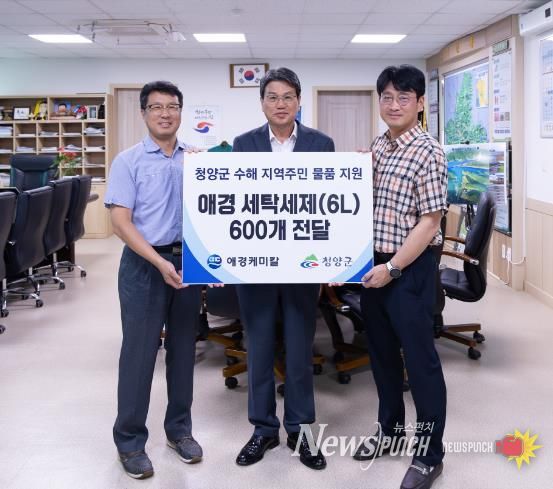 청양군 수해 지역주민 물품 지원
애경 세탁세제(6L)
600개 전달
애경케미칼 청양군
뉴스펀치
NEWSPUNCH NEWSPUNCH